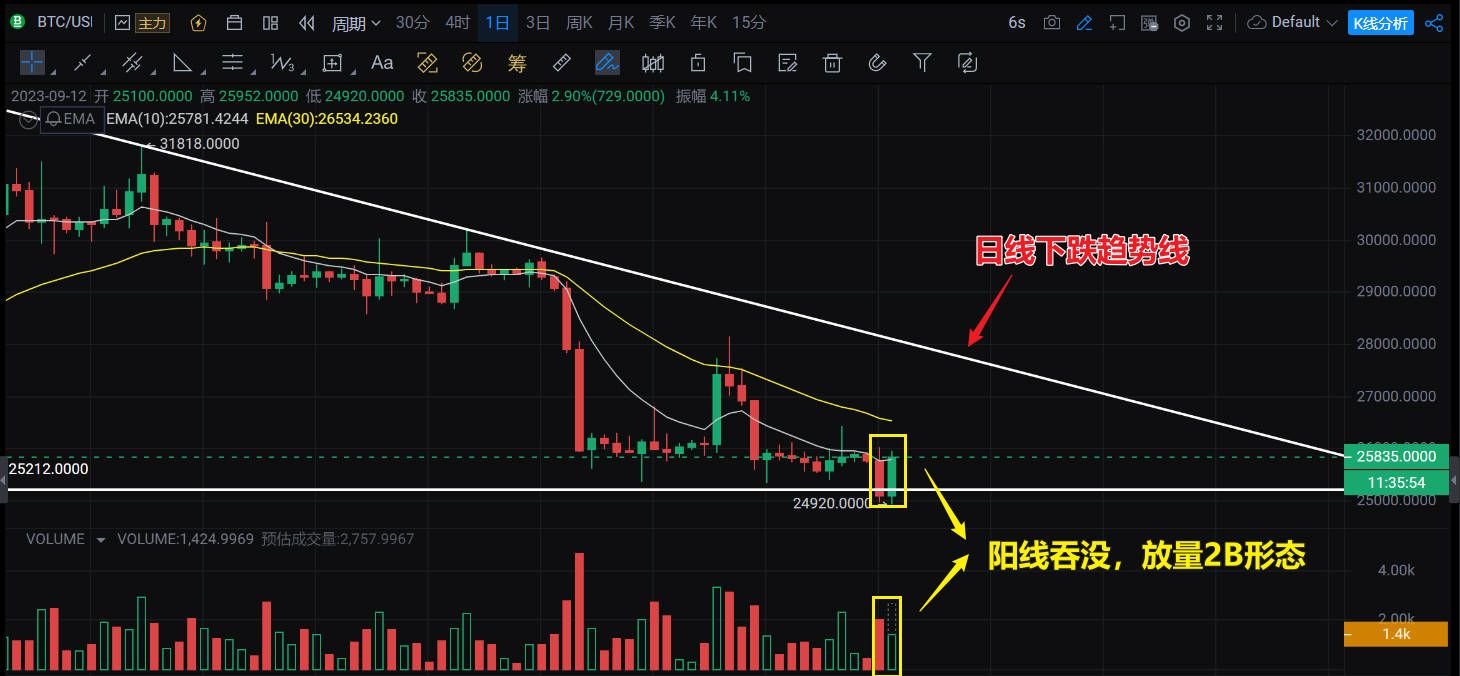 BTC/USI 主力 周期 30分 4时 1日 3日 周K 月K 季K 年K 15分 6s Default K线分析
Aa 筹
2023-09-12 开 25100.0000 高 25952.0000 低 24920.0000 收 25835.0000 涨幅 2.90%(729.0000) 振幅 4.11%
EMA EMA(10):25781.4244 EMA(30):26534.2360
32000.0000
31818.0000
31000.0000
日线下跌趋势线
30000.0000
29000.0000
28000.0000
27000.0000
25835.0000
25212.0000
11:35:54
24920.0000
25000.0000
VOLUME VOLUME:1,424.9969 预估成交量:2,757.9967
阳线吞没，放量2B形态
4.00k
2.00k
1.4k